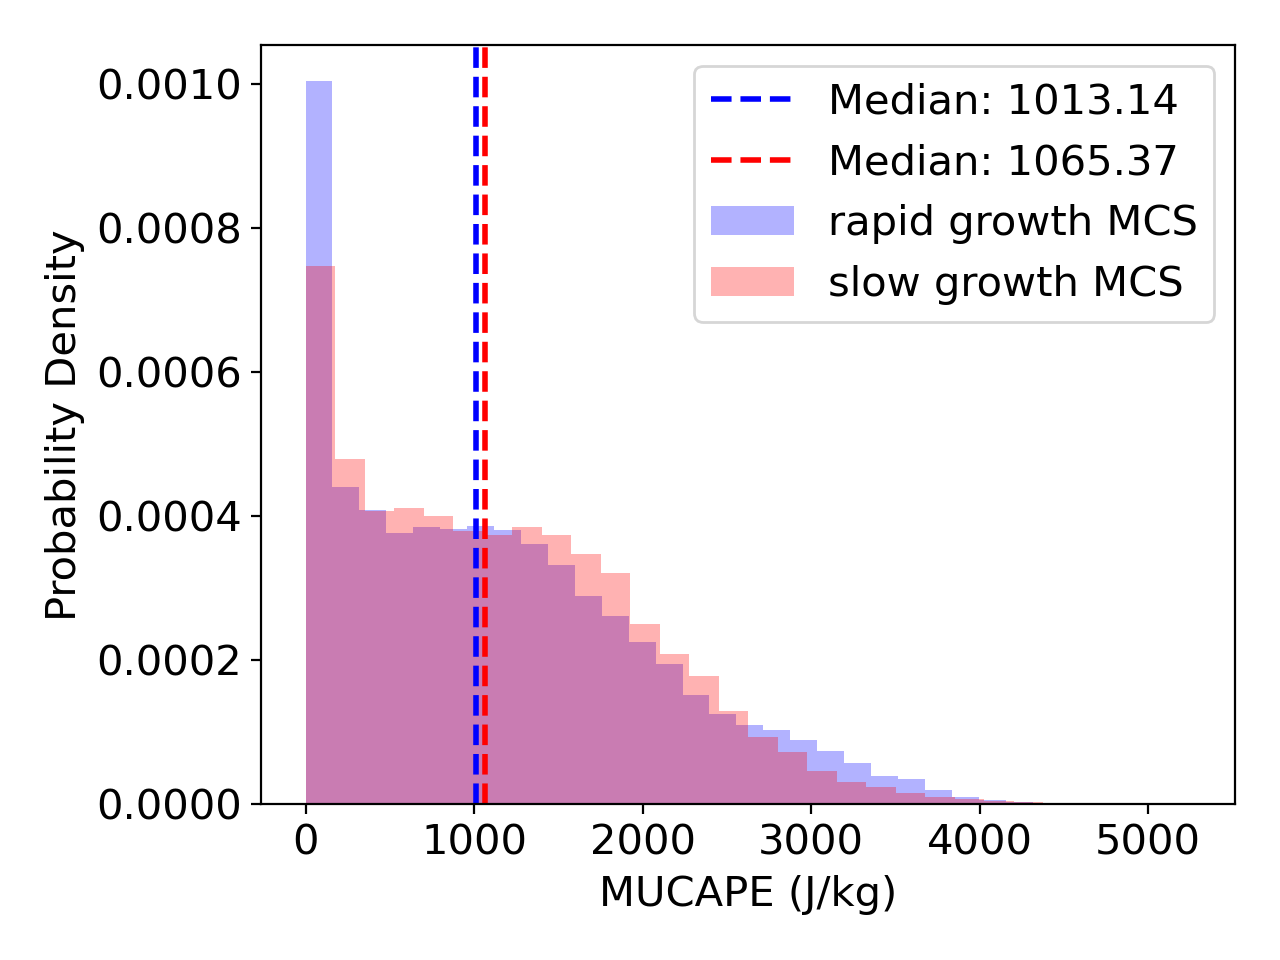 0.0010
0.0008
0.0006
0.0004
0.0002
0.0000
Probability Density
Median: 1013.14
Median: 1065.37
rapid growth MCS
slow growth MCS
0 1000 2000 3000 4000 5000
MUCAPE (J/kg)